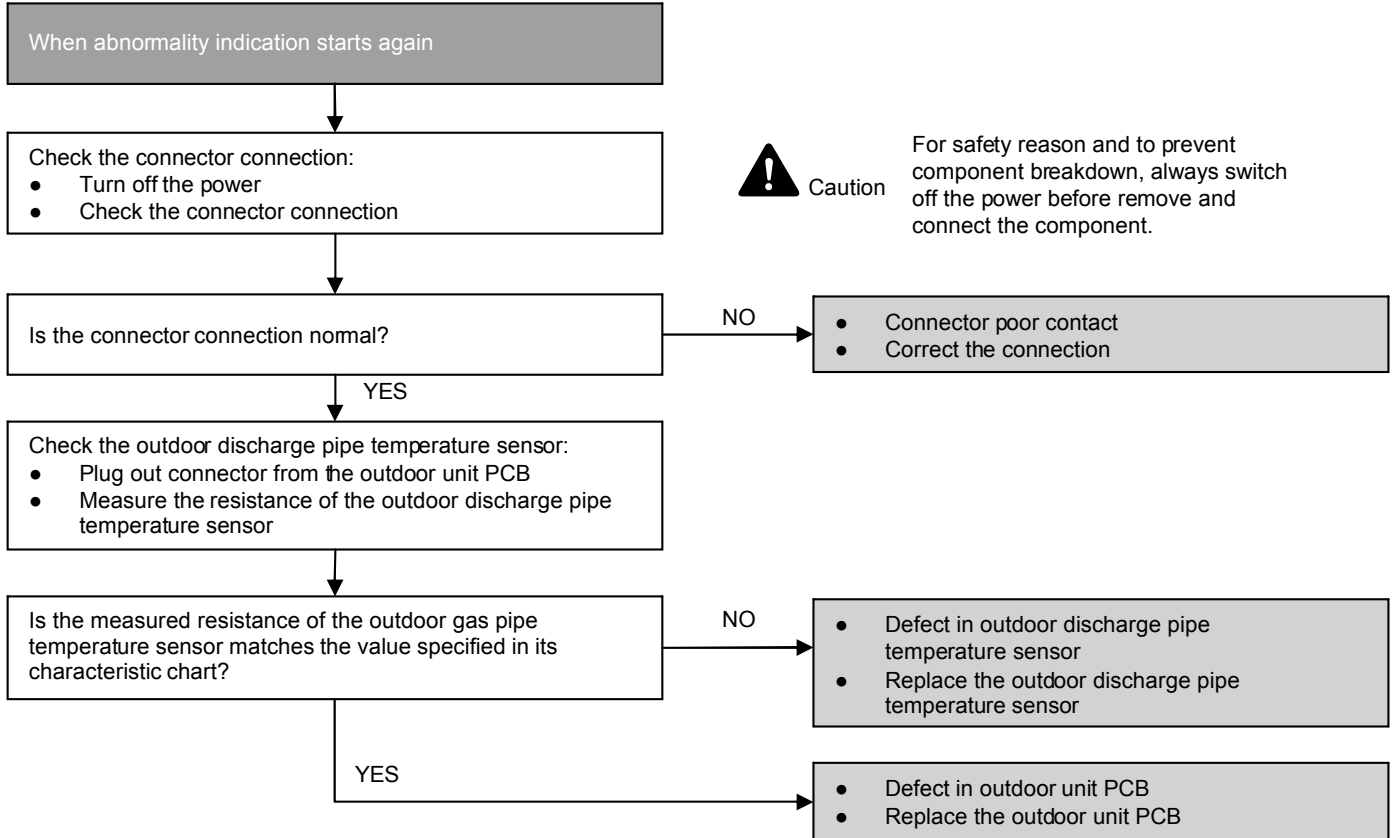 When abnormality indication starts again
Check the connector connection:
● Turn off the power
● Check the connector connection
Caution
For safety reason and to prevent
component breakdown, always switch
off the power before remove and
connect the component.
Is the connector connection normal?
NO
● Connector poor contact
● Correct the connection
YES
Check the outdoor discharge pipe temperature sensor:
● Plug out connector from the outdoor unit PCB
● Measure the resistance of the outdoor discharge pipe
temperature sensor
Is the measured resistance of the outdoor gas pipe
temperature sensor matches the value specified in its
characteristic chart?
NO
● Defect in outdoor discharge pipe
temperature sensor
● Replace the outdoor discharge pipe
temperature sensor
YES
● Defect in outdoor unit PCB
● Replace the outdoor unit PCB